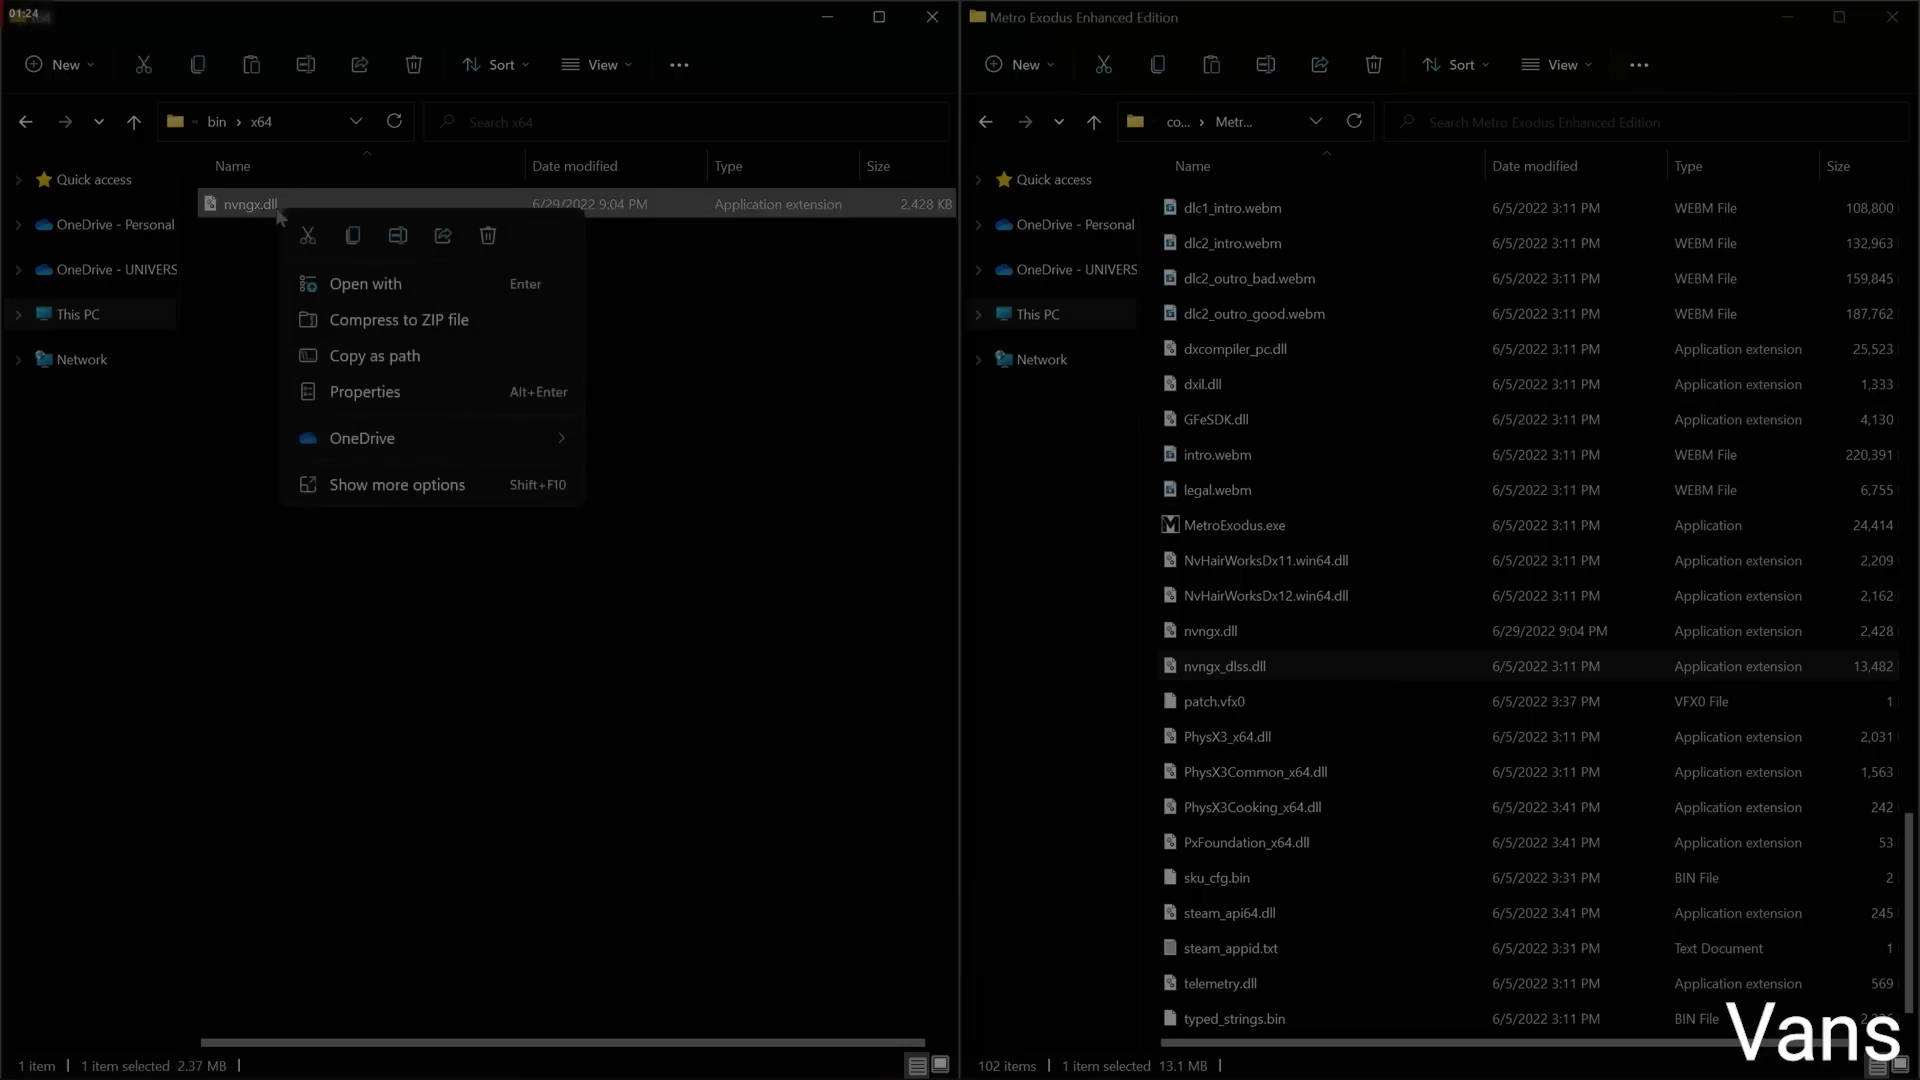 01:24
New
Sort
View
bin › x64
Search x64
Name
Date modified
Type
Size
Quick access
OneDrive - Personal
OneDrive - UNIVERS
This PC
Network
nvngx.dll
6/29/2022 9:04 PM
Application extension
2,428 KB
Open with
Enter
Compress to ZIP file
Copy as path
Properties
Alt+Enter
OneDrive
Show more options
Shift+F10
1 item
1 item selected 2.37 MB
Metro Exodus Enhanced Edition
New
Sort
View
co... › Metr...
Search Metro Exodus Enhanced Edition
Quick access
OneDrive - Personal
OneDrive - UNIVERS
This PC
Network
Name Date modified Type Size
dlc1_intro.webm 6/5/2022 3:11 PM WEBM File 108,800
dlc2_intro.webm 6/5/2022 3:11 PM WEBM File 132,963
dlc2_outro_bad.webm 6/5/2022 3:11 PM WEBM File 159,845
dlc2_outro_good.webm 6/5/2022 3:11 PM WEBM File 187,762
dxcompiler_pc.dll 6/5/2022 3:11 PM Application extension 25,523
dxil.dll 6/5/2022 3:11 PM Application extension 1,333
GFeSDK.dll 6/5/2022 3:11 PM Application extension 4,130
intro.webm 6/5/2022 3:11 PM WEBM File 220,391
legal.webm 6/5/2022 3:11 PM WEBM File 6,755
MetroExodus.exe 6/5/2022 3:11 PM Application 24,414
NvHairWorksDx11.win64.dll 6/5/2022 3:11 PM Application extension 2,209
NvHairWorksDx12.win64.dll 6/5/2022 3:11 PM Application extension 2,162
nvngx.dll 6/29/2022 9:04 PM Application extension 2,428
nvngx_dlss.dll 6/5/2022 3:11 PM Application extension 13,482
patch.vfx0 6/5/2022 3:37 PM VFX0 File 1
PhysX3_x64.dll 6/5/2022 3:11 PM Application extension 2,031
PhysX3Common_x64.dll 6/5/2022 3:11 PM Application extension 1,563
PhysX3Cooking_x64.dll 6/5/2022 3:41 PM Application extension 242
PxFoundation_x64.dll 6/5/2022 3:41 PM Application extension 53
sku_cfg.bin 6/5/2022 3:31 PM BIN File 2
steam_api64.dll 6/5/2022 3:41 PM Application extension 245
steam_appid.txt 6/5/2022 3:31 PM Text Document 1
telemetry.dll 6/5/2022 3:11 PM Application extension 569
typed_strings.bin 6/5/2022 3:11 PM BIN File
102 items
1 item selected 13.1 MB
Vans